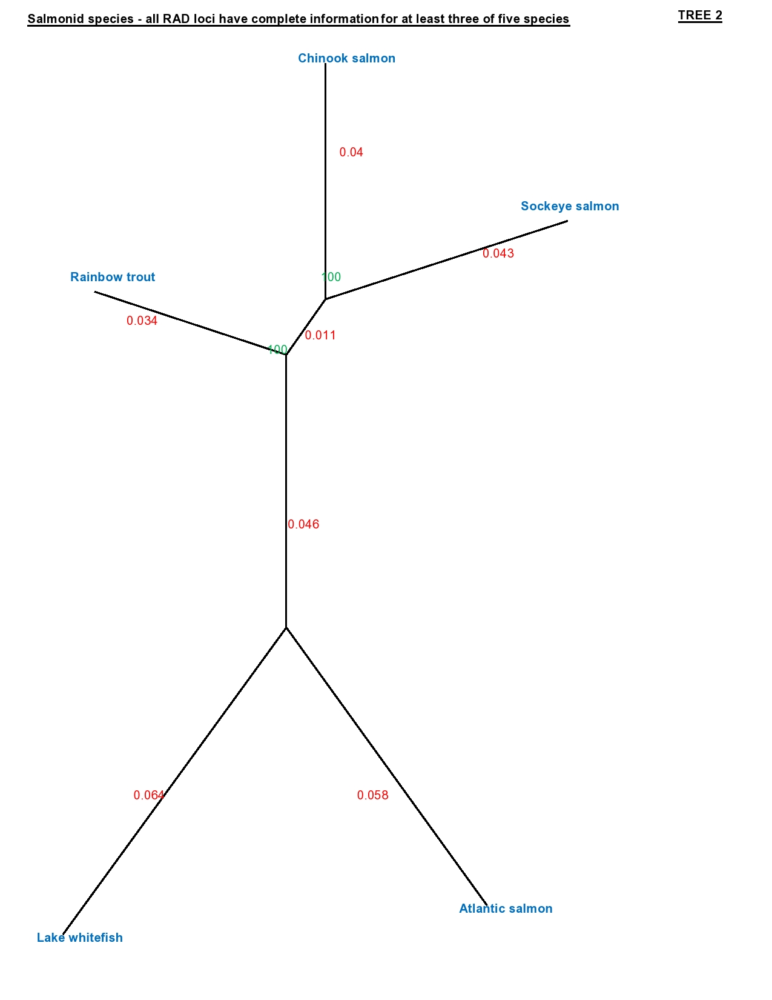 Salmonid species - all RAD loci have complete information for at least three of five species
TREE 2
Chinook salmon
0.04
Sockeye salmon
0.043
Rainbow trout
100
0.034
0.011
100
0.046
0.064
0.058
Atlantic salmon
Lake whitefish